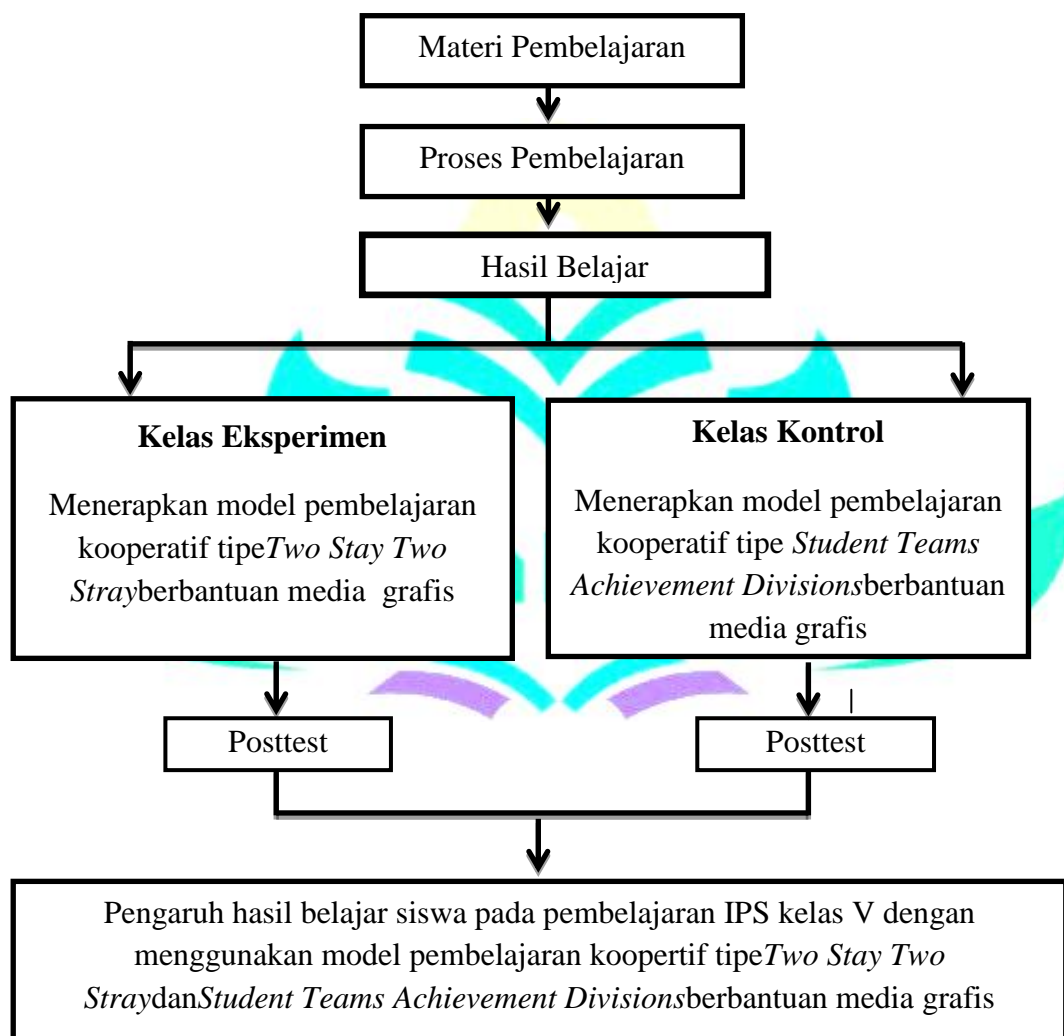 Materi Pembelajaran
Proses Pembelajaran
Hasil Belajar
Kelas Eksperimen
Menerapkan model pembelajaran
kooperatif tipeTwo Stay Two
Strayberbantuan media grafis
Kelas Kontrol
Menerapkan model pembelajaran
kooperatif tipe Student Teams
Achievement Divisionsberbantuan
media grafis
Posttest
Posttest
Pengaruh hasil belajar siswa pada pembelajaran IPS kelas V dengan
menggunakan model pembelajaran koopertif tipeTwo Stay Two
StraydanStudent Teams Achievement Divisionsberbantuan media grafis